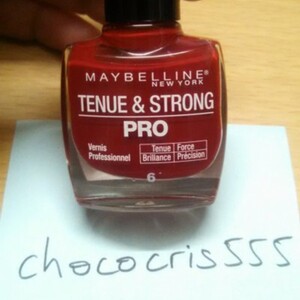 MAYBELLINE
NEW YORK
TENUE & STRONG
PRO
Vernis
Professionnel
Tenue Force
Brillance Précision
6
chococris555